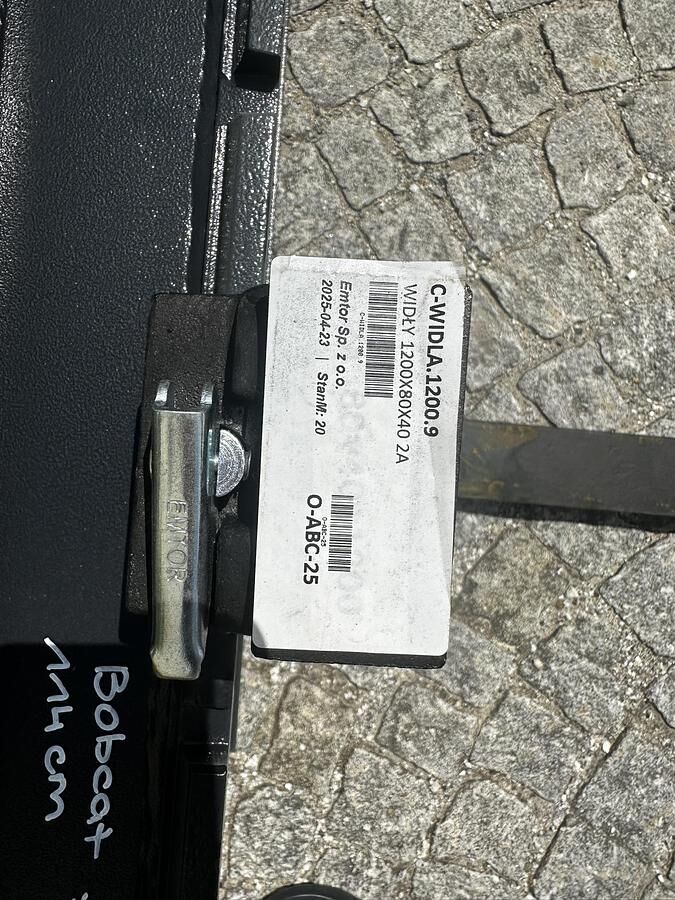 C-WIDLA.1200.9
WIDŁY 1200X80X40 2A
C-WIDLA.1200.9
Emtor Sp. z o.o.
2025-04-23 | StanM: 20
O-ABC-25
O-ABC-25
EMTOR
Bobcat
114 cm